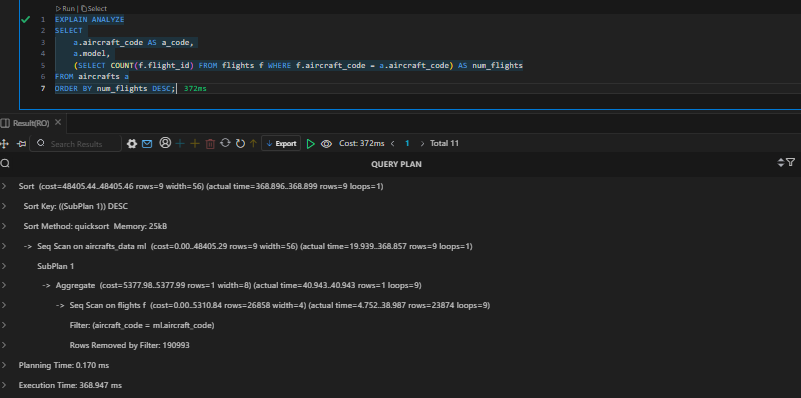 Run | Select
1 EXPLAIN ANALYZE
2 SELECT
3 a.aircraft_code AS a_code,
4 a.model,
5 (SELECT COUNT(f.flight_id) FROM flights f WHERE f.aircraft_code = a.aircraft_code) AS num_flights
6 FROM aircrafts a
7 ORDER BY num_flights DESC; 372ms
Result(RO)
Search Results
Export
Cost: 372ms
1
Total 11
QUERY PLAN
Sort (cost=48405.44..48405.46 rows=9 width=56) (actual time=368.896..368.899 rows=9 loops=1)
Sort Key: ((SubPlan 1)) DESC
Sort Method: quicksort Memory: 25kB
-> Seq Scan on aircrafts_data ml (cost=0.00..48405.29 rows=9 width=56) (actual time=19.939..368.857 rows=9 loops=1)
SubPlan 1
-> Aggregate (cost=5377.98..5377.99 rows=1 width=8) (actual time=40.943..40.943 rows=1 loops=9)
-> Seq Scan on flights f (cost=0.00..5310.84 rows=26858 width=4) (actual time=4.752..38.987 rows=23874 loops=9)
Filter: (aircraft_code = ml.aircraft_code)
Rows Removed by Filter: 190993
Planning Time: 0.170 ms
Execution Time: 368.947 ms